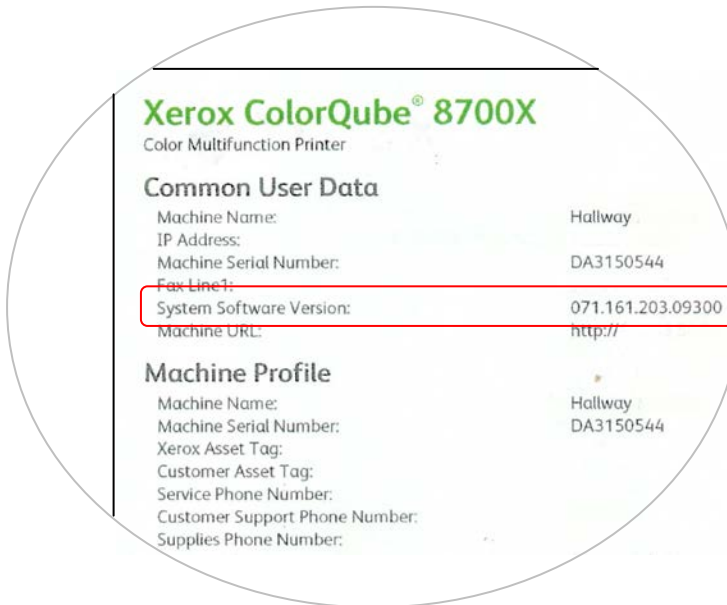 Xerox ColorQube® 8700X
Color Multifunction Printer
Common User Data
Machine Name: Hallway
IP Address:
Machine Serial Number: DA3150544
Fax Line1:
System Software Version: 071.161.203.09300
Machine URL: http://
Machine Profile
Machine Name: Hallway
Machine Serial Number: DA3150544
Xerox Asset Tag:
Customer Asset Tag:
Service Phone Number:
Customer Support Phone Number:
Supplies Phone Number: